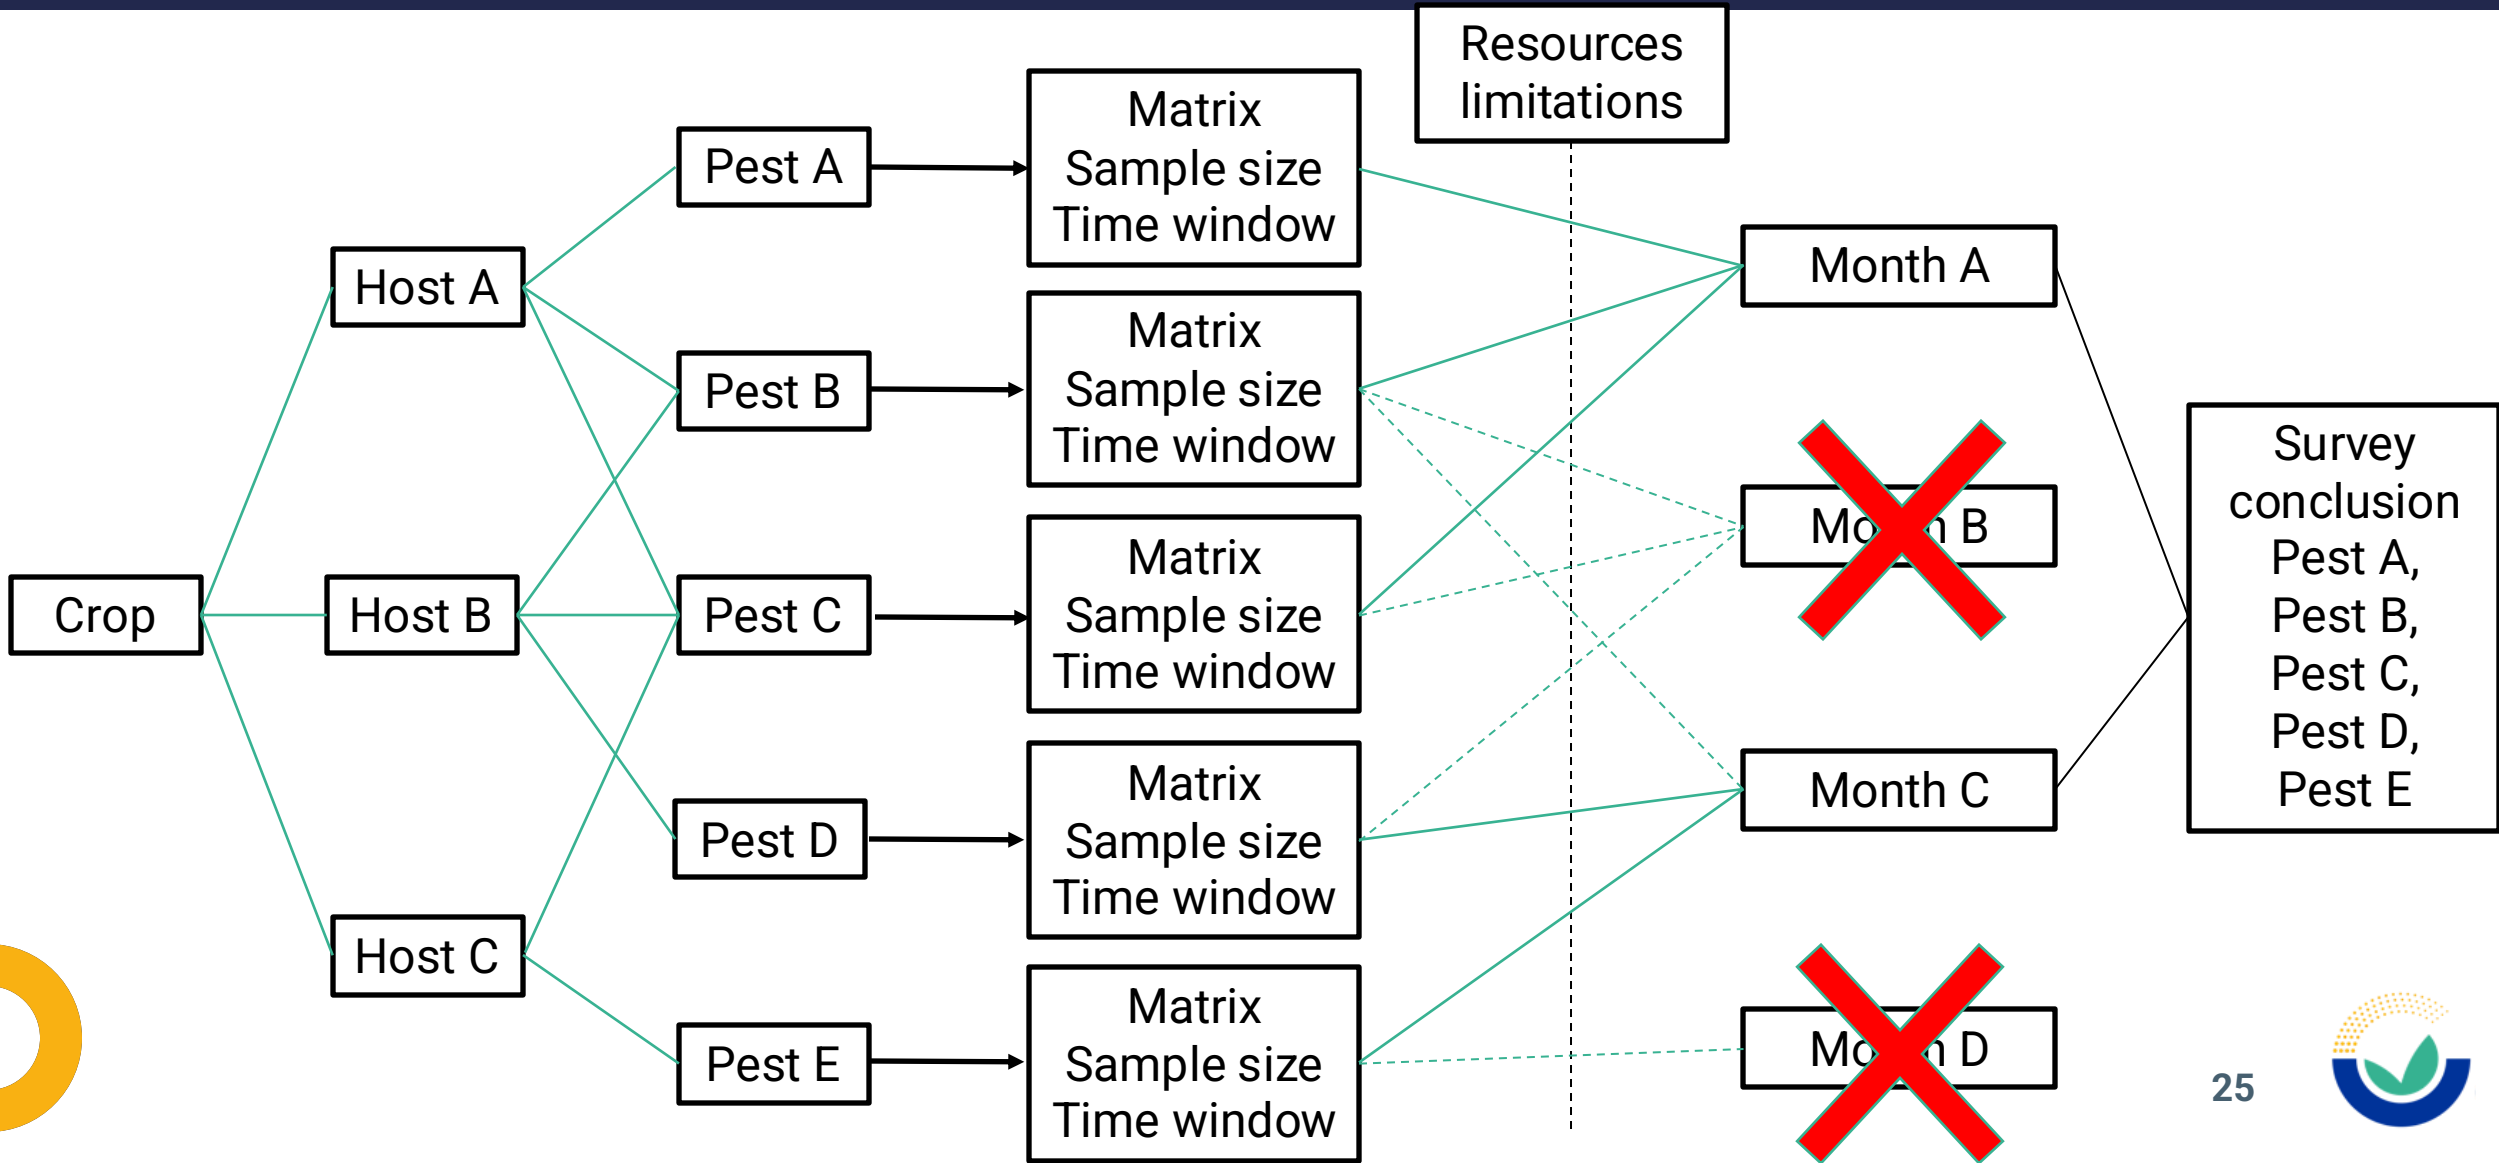 Resources
limitations
Crop
Host A
Host B
Host C
Pest A
Pest B
Pest C
Pest D
Pest E
Matrix
Sample size
Time window
Matrix
Sample size
Time window
Matrix
Sample size
Time window
Matrix
Sample size
Time window
Matrix
Sample size
Time window
Month A
B
Month C
D
Survey
conclusion
Pest A,
Pest B,
Pest C,
Pest D,
Pest E
25